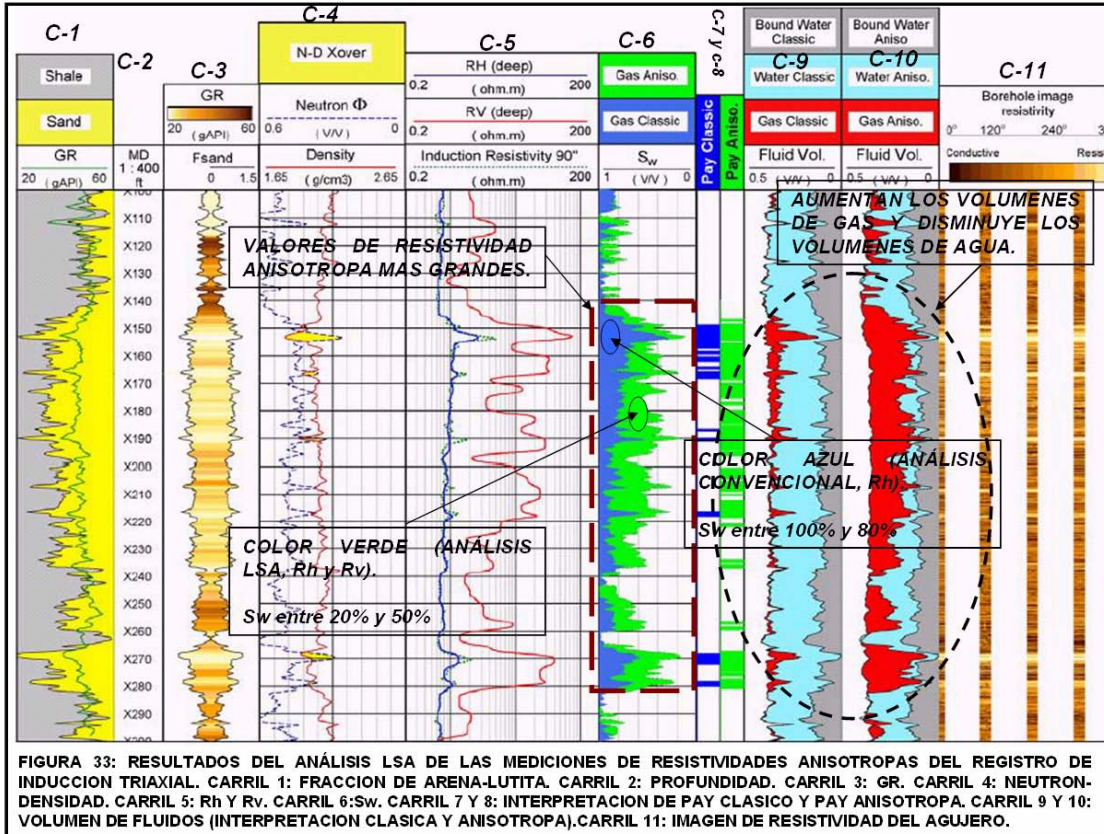 C-1
C-2
C-3
C-4
C-5
C-6
C-7 y c-8
C-9
C-10
C-11
Shale
Sand
GR
20 (gAPI) 60
MD
1 : 400
ft
GR
20 (gAPI) 60
Fsand
0 1.5
N-D Xover
Neutron Φ
0.6 (V/V) 0
Density
1.65 (g/cm3) 2.65
RH (deep)
0.2 (ohm.m) 200
RV (deep)
0.2 (ohm.m) 200
Induction Resistivity 90"
0.2 (ohm.m) 200
Gas Aniso.
Gas Classic
Sw
1 (V/V) 0
Pay Classic
Pay Aniso.
Bound Water
Classic
Water Classic
Gas Classic
Fluid Vol.
0.5 (V/V) 0
Bound Water
Aniso
Water Aniso.
Gas Aniso.
Fluid Vol.
0.5 (V/V) 0
Borehole image
resistivity
0° 120° 240° 3
Conductive Resis
X100
X110
X120
X130
X140
X150
X160
X170
X180
X190
X200
X210
X220
X230
X240
X250
X260
X270
X280
X290
X300
VALORES DE RESISTIVIDAD
ANISOTROPA MAS GRANDES.
AUMENTAN LOS VOLUMENES
DE GAS Y DISMINUYE LOS
VOLUMENES DE AGUA.
COLOR AZUL (ANÁLISIS
CONVENCIONAL, Rh).
Sw entre 100% y 80%
COLOR VERDE (ANÁLISIS
LSA, Rh y Rv).
Sw entre 20% y 50%
FIGURA 33: RESULTADOS DEL ANÁLISIS LSA DE LAS MEDICIONES DE RESISTIVIDADES ANISOTROPAS DEL REGISTRO DE
INDUCCION TRIAXIAL. CARRIL 1: FRACCION DE ARENA-LUTITA. CARRIL 2: PROFUNDIDAD. CARRIL 3: GR. CARRIL 4: NEUTRON-
DENSIDAD. CARRIL 5: Rh Y Rv. CARRIL 6:Sw. CARRIL 7 Y 8: INTERPRETACION DE PAY CLASICO Y PAY ANISOTROPA. CARRIL 9 Y 10:
VOLUMEN DE FLUIDOS (INTERPRETACION CLASICA Y ANISOTROPA).CARRIL 11: IMAGEN DE RESISTIVIDAD DEL AGUJERO.